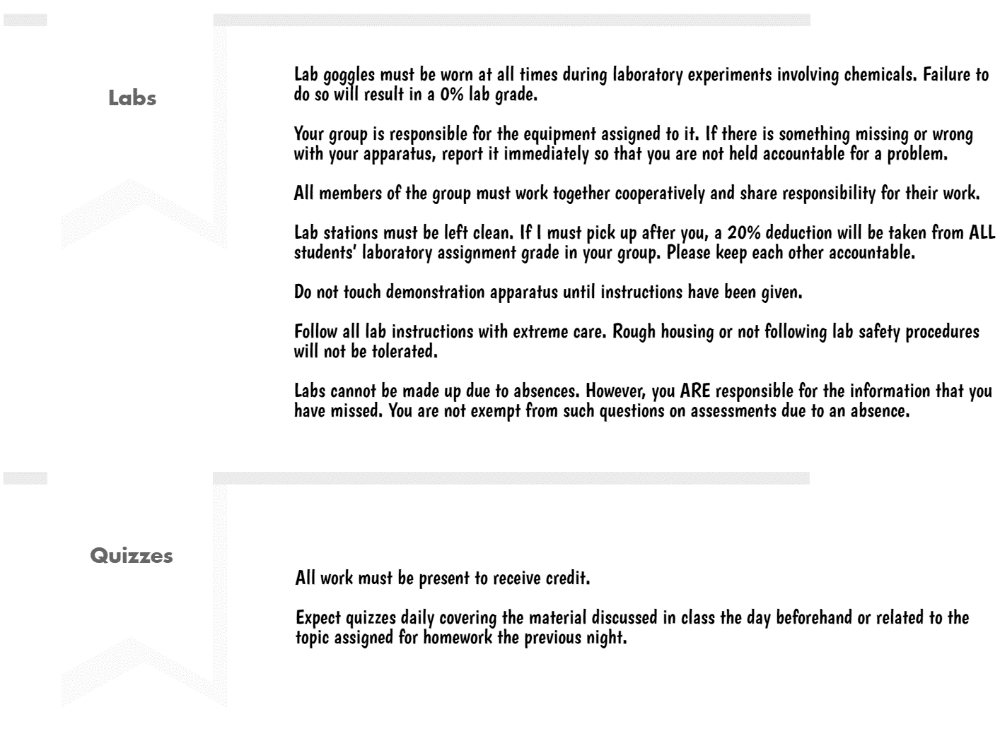 Labs
Lab goggles must be worn at all times during laboratory experiments involving chemicals. Failure to
do so will result in a 0% lab grade.
Your group is responsible for the equipment assigned to it. If there is something missing or wrong
with your apparatus, report it immediately so that you are not held accountable for a problem.
All members of the group must work together cooperatively and share responsibility for their work.
Lab stations must be left clean. If I must pick up after you, a 20% deduction will be taken from ALL
students’ laboratory assignment grade in your group. Please keep each other accountable.
Do not touch demonstration apparatus until instructions have been given.
Follow all lab instructions with extreme care. Rough housing or not following lab safety procedures
will not be tolerated.
Labs cannot be made up due to absences. However, you ARE responsible for the information that you
have missed. You are not exempt from such questions on assessments due to an absence.
Quizzes
All work must be present to receive credit.
Expect quizzes daily covering the material discussed in class the day beforehand or related to the
topic assigned for homework the previous night.